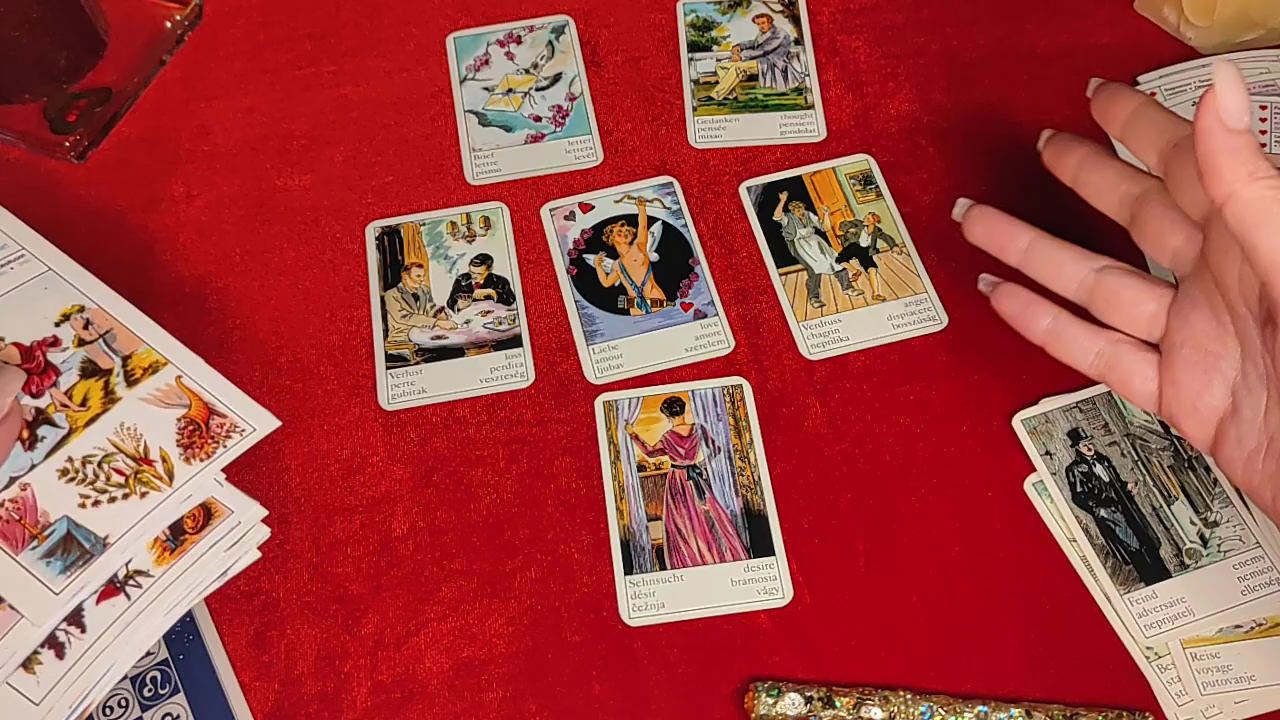 Brief
lettre
pismo
letter
lettera
levél
Gedanken
pensée
misao
thought
pensiero
gondolat
Verlust
perte
gubitak
loss
perdita
veszteség
Liebe
amour
ljubav
love
amore
szerelem
Verdruss
chagrin
neprilika
anger
dispiacere
bosszúság
Sehnsucht
désir
čežnja
desire
bramosia
vágy
Feind
adversaire
neprijatelj
enemy
nemico
Reise
voyage
putovanje
69